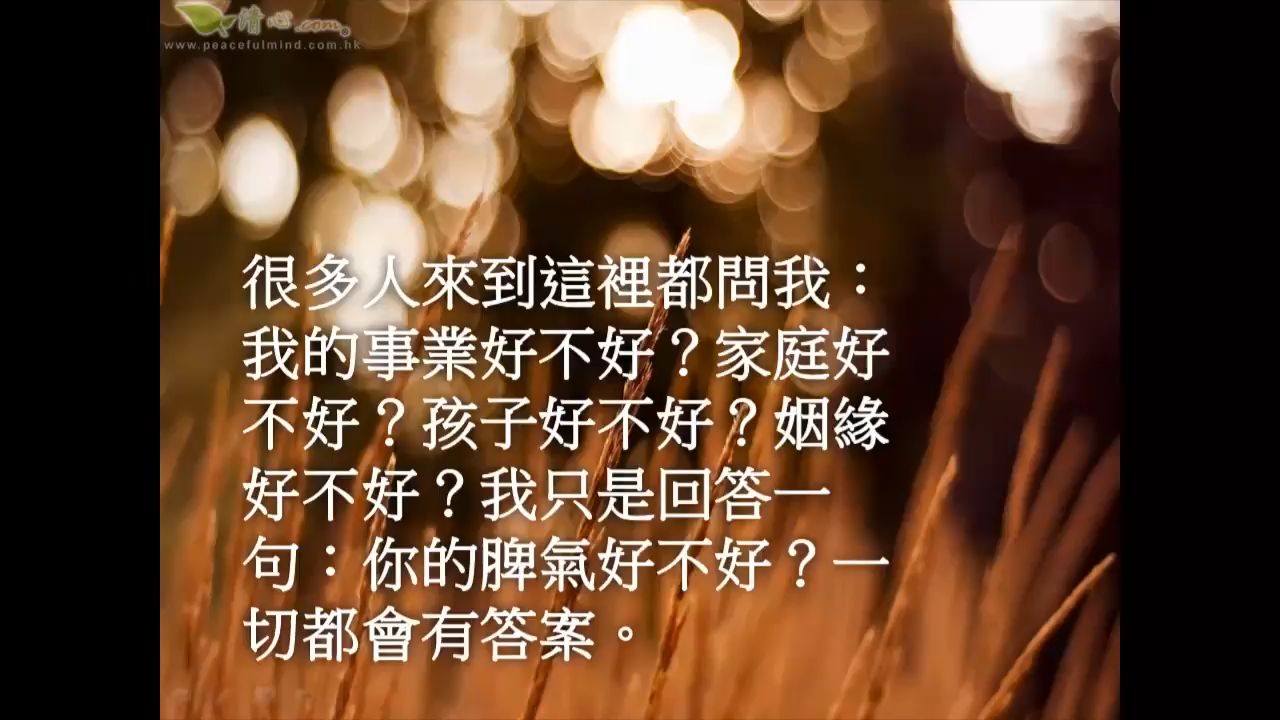 清心.com
www.peacefulmind.com.hk
很多人來到這裡都問我：
我的事業好不好？家庭好
不好？孩子好不好？姻緣
好不好？我只是回答一
句：你的脾氣好不好？一
切都會有答案。